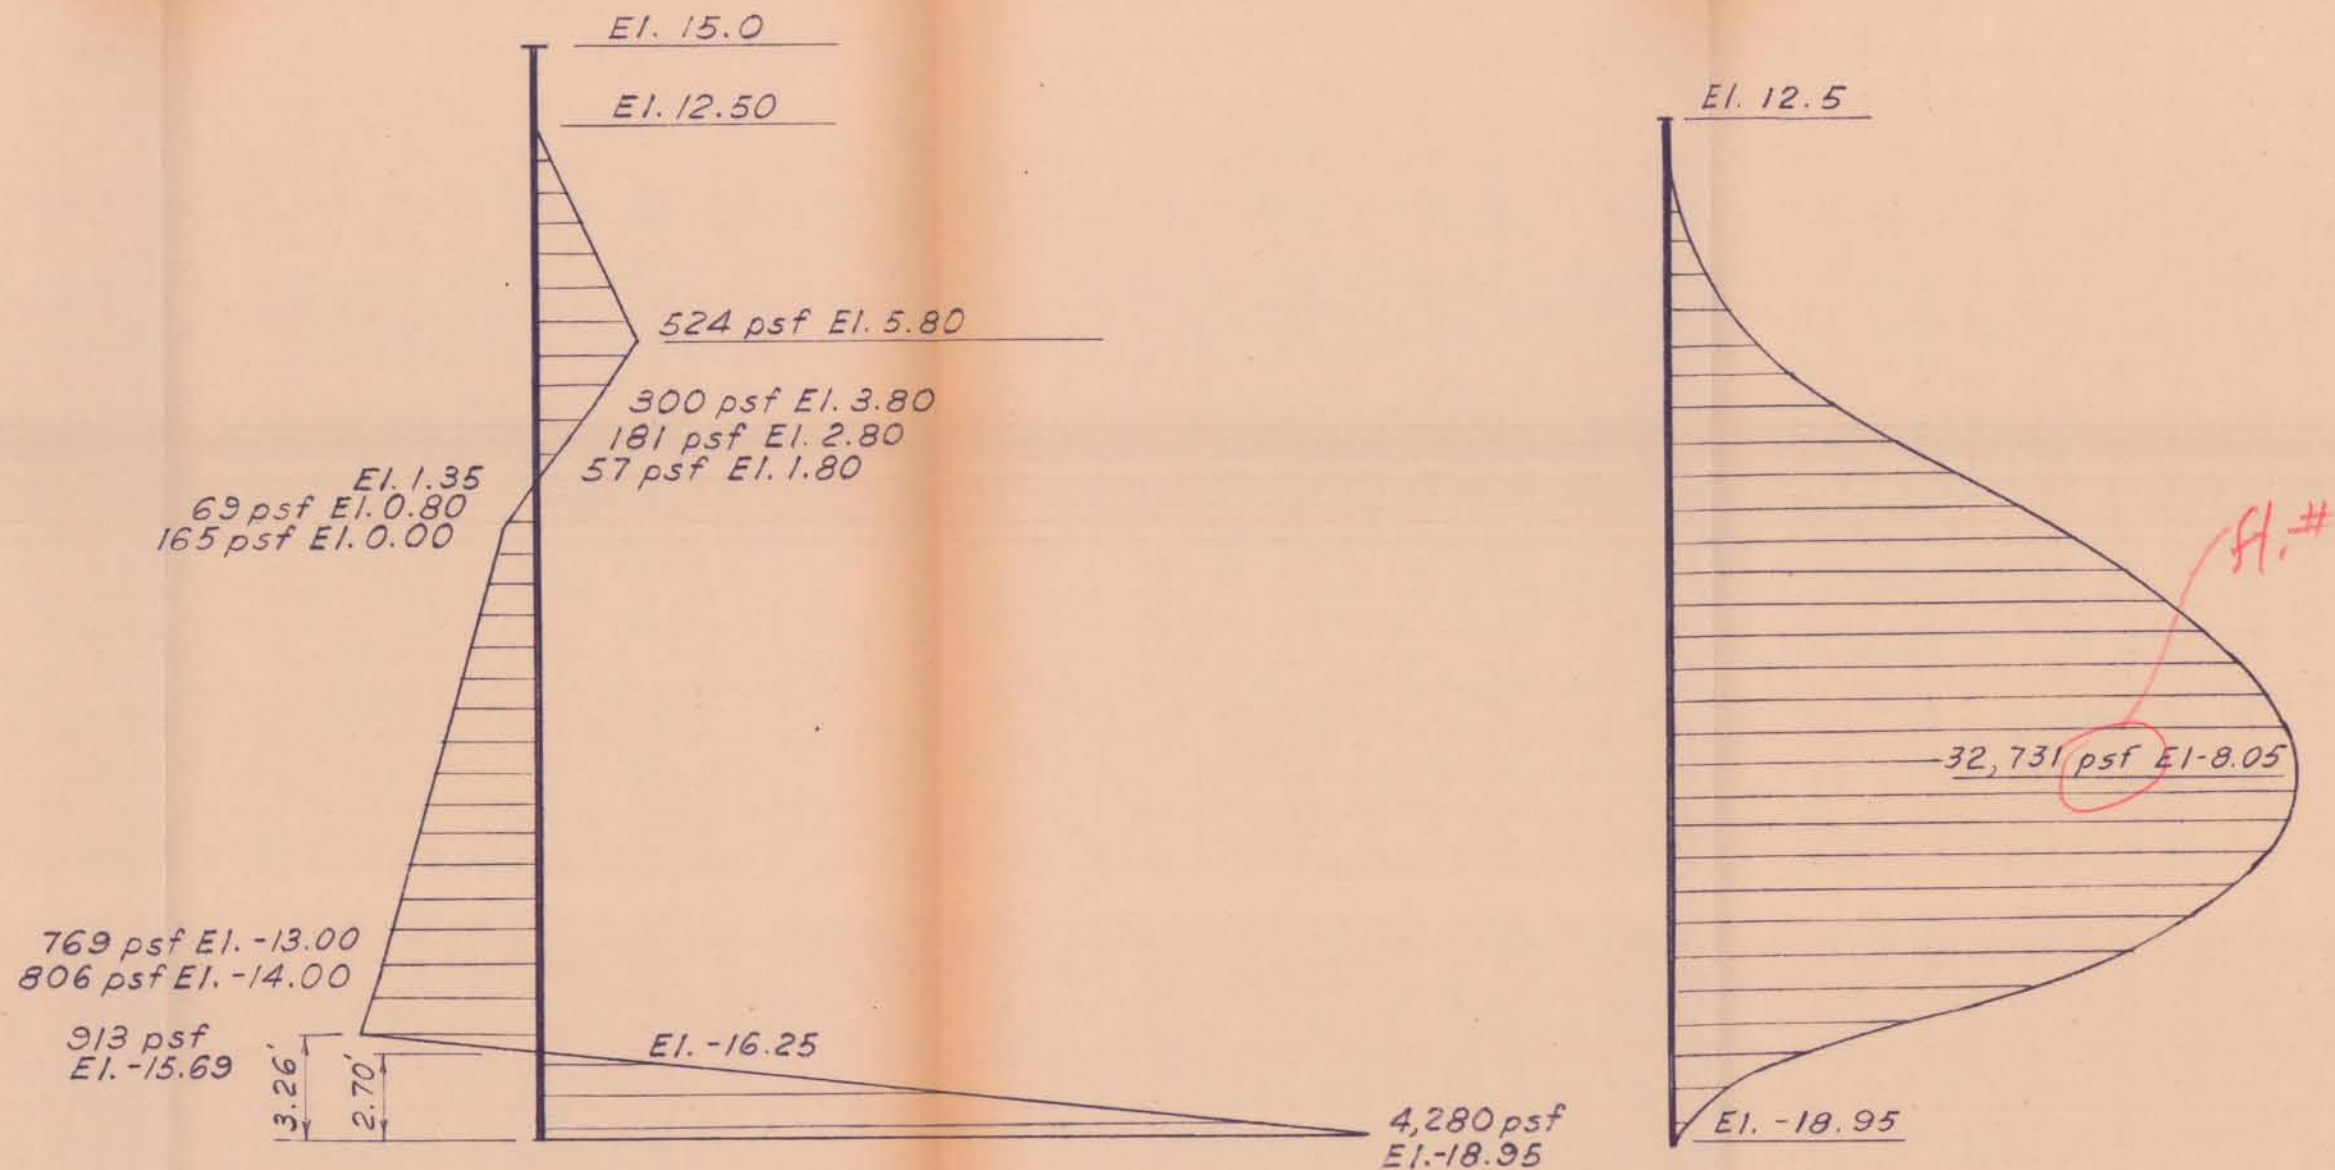 El. 15.0
El. 12.50
524 psf El. 5.80
300 psf El. 3.80
181 psf El. 2.80
57 psf El. 1.80
El. 1.35
69 psf El. 0.80
165 psf El. 0.00
769 psf El. -13.00
806 psf El. -14.00
913 psf
El. -15.69
3.26'
2.70'
El. -16.25
4,280 psf
El.-18.95
El. 12.5
ft.#
32,731 psf El-8.05
El. -18.95